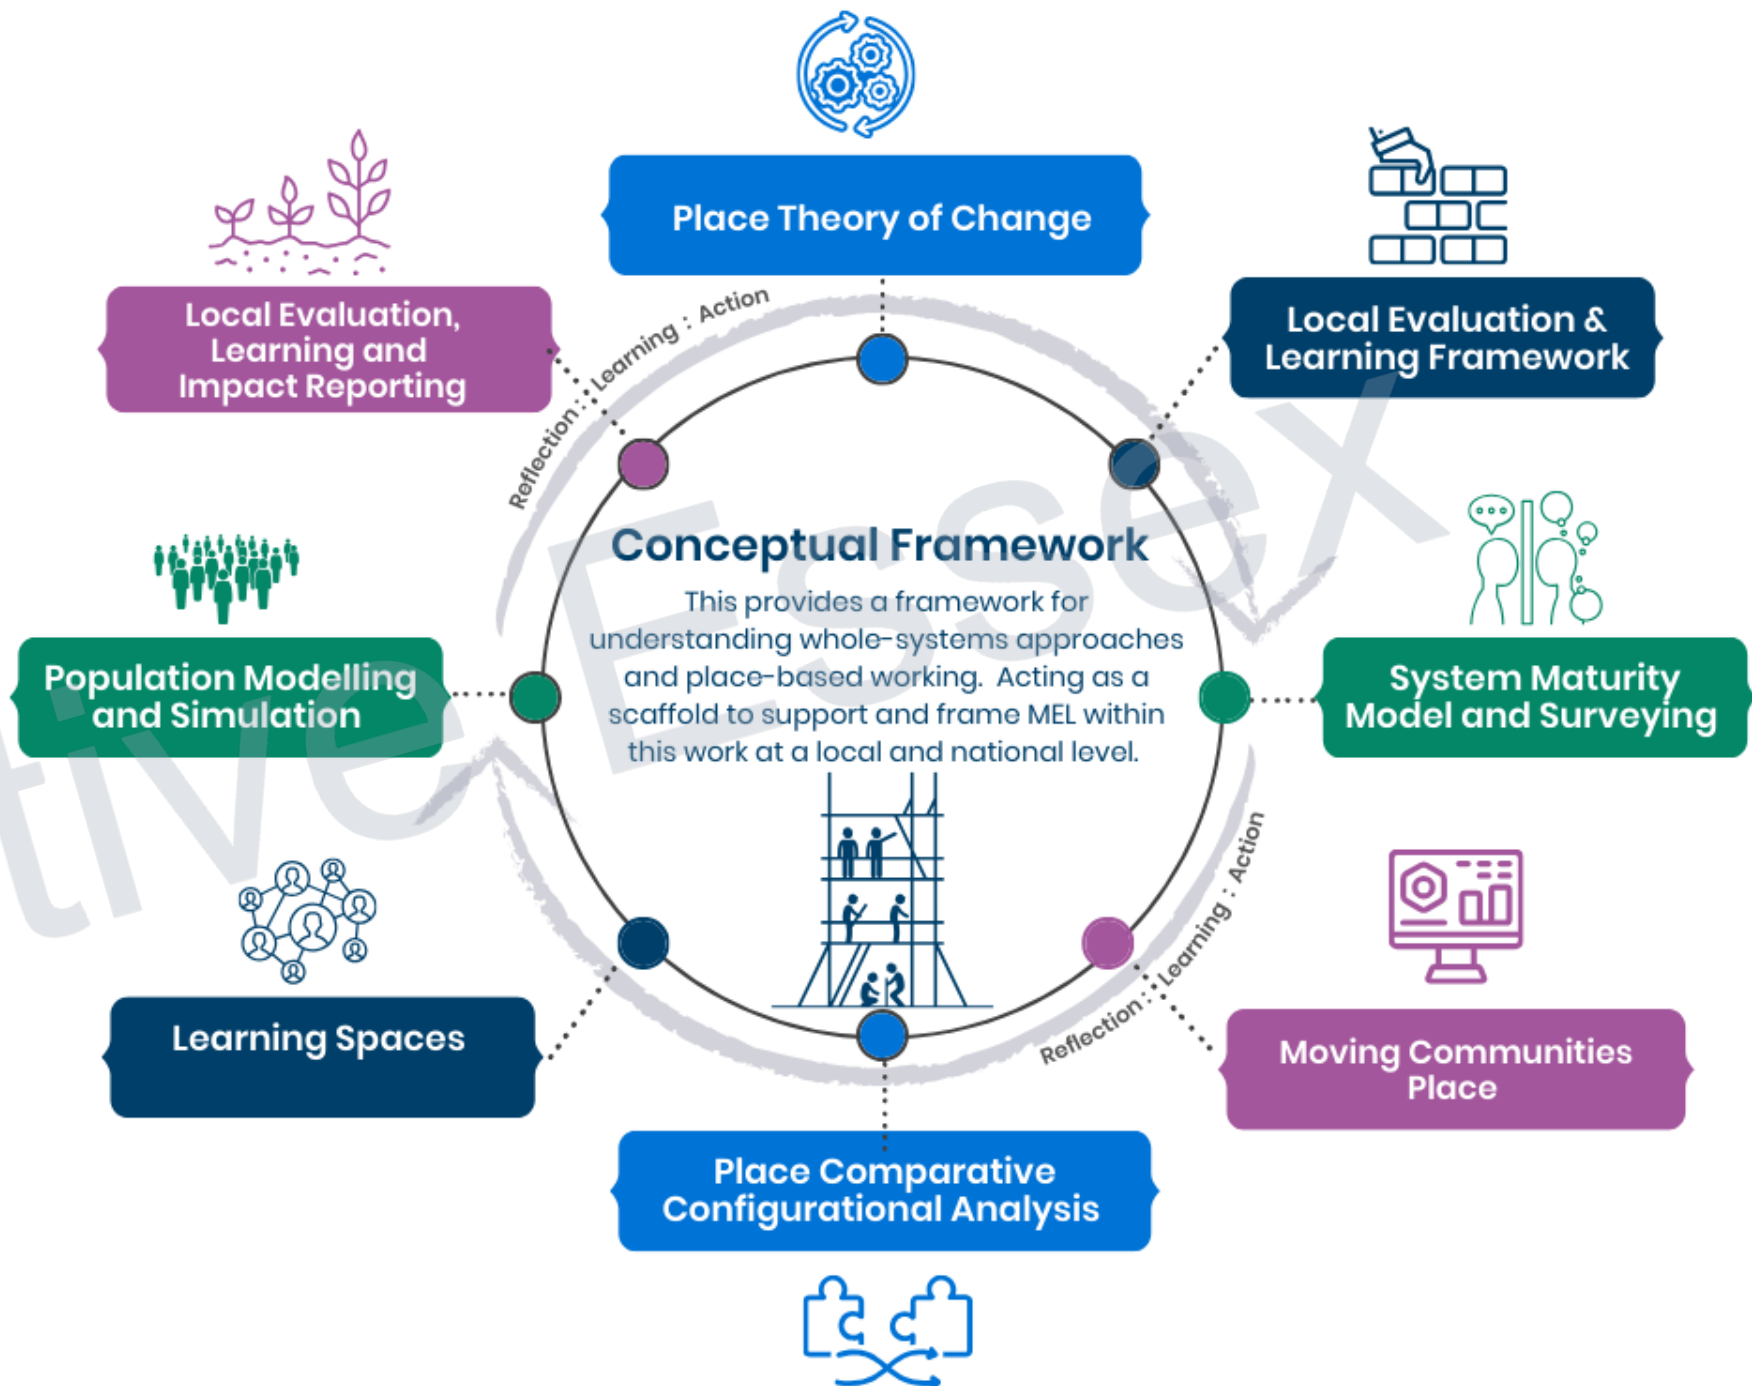 Place Theory of Change
Local Evaluation &
Learning Framework
System Maturity
Model and Surveying
Moving Communities
Place
Place Comparative
Configurational Analysis
Learning Spaces
Population Modelling
and Simulation
Local Evaluation,
Learning and
Impact Reporting
Reflection : Learning : Action
Conceptual Framework
This provides a framework for
understanding whole-systems approaches
and place-based working. Acting as a
scaffold to support and frame MEL within
this work at a local and national level.
Reflection : Learning : Action
tive Essex